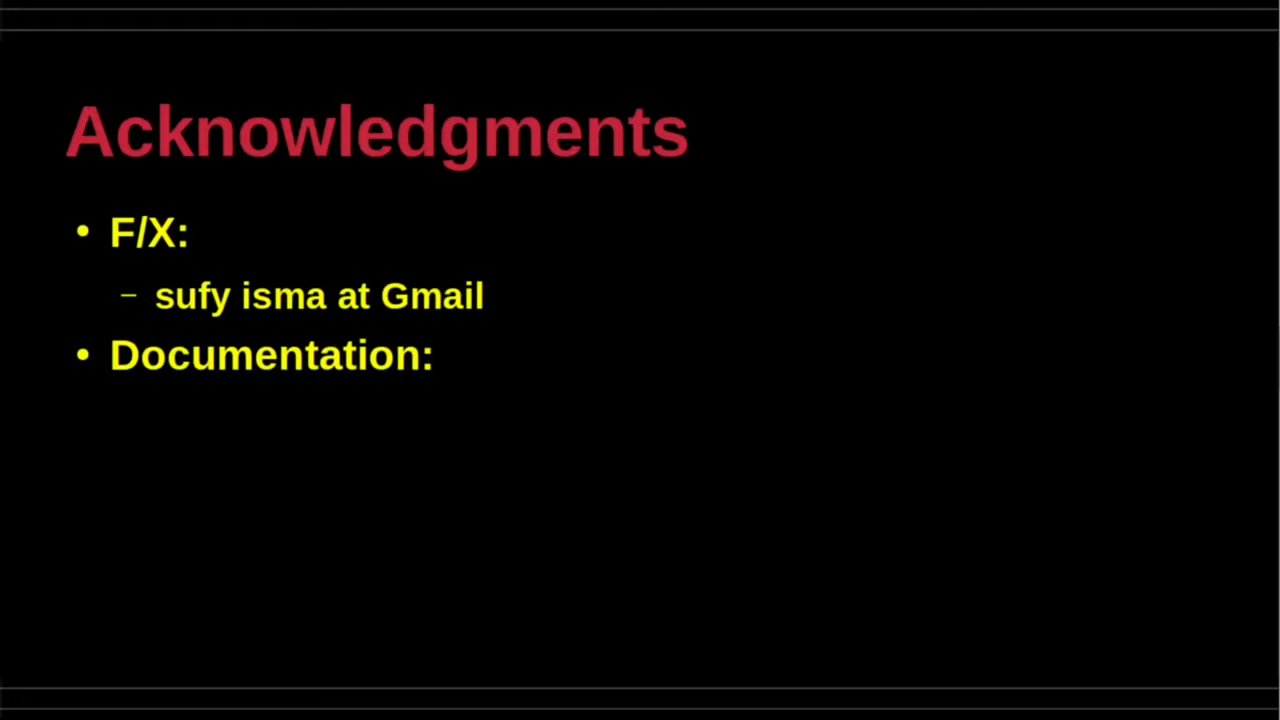 Acknowledgments
• F/X:
– sufy isma at Gmail
• Documentation: